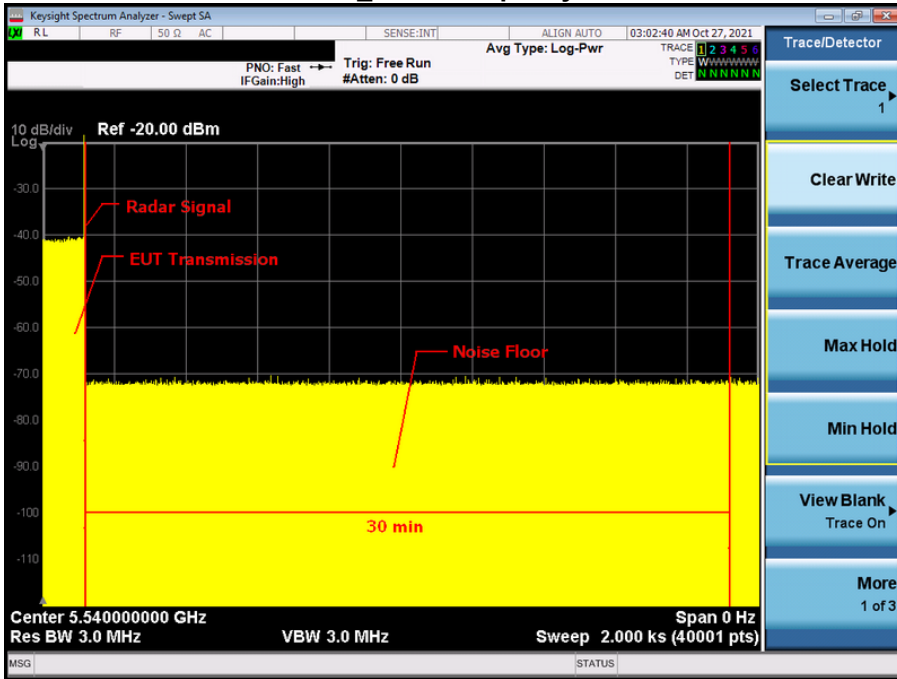 Keysight Spectrum Analyzer - Swept SA
LXI RL RF 50 Ω AC SENSE:INT ALIGN AUTO 03:02:40 AM Oct 27, 2021
Avg Type: Log-Pwr
TRACE 1 2 3 4 5 6
TYPE
DET N N N N N N
PNO: Fast
IFGain:High
Trig: Free Run
#Atten: 0 dB
10 dB/div
Log
Ref -20.00 dBm
-30.0
-40.0
-50.0
-60.0
-70.0
-80.0
-90.0
-100
-110
Radar Signal
EUT Transmission
Noise Floor
30 min
Center 5.540000000 GHz
Span 0 Hz
Res BW 3.0 MHz
VBW 3.0 MHz
Sweep 2.000 ks (40001 pts)
MSG
STATUS
Trace/Detector
Select Trace
1
Clear Write
Trace Average
Max Hold
Min Hold
View Blank
Trace On
More
1 of 3